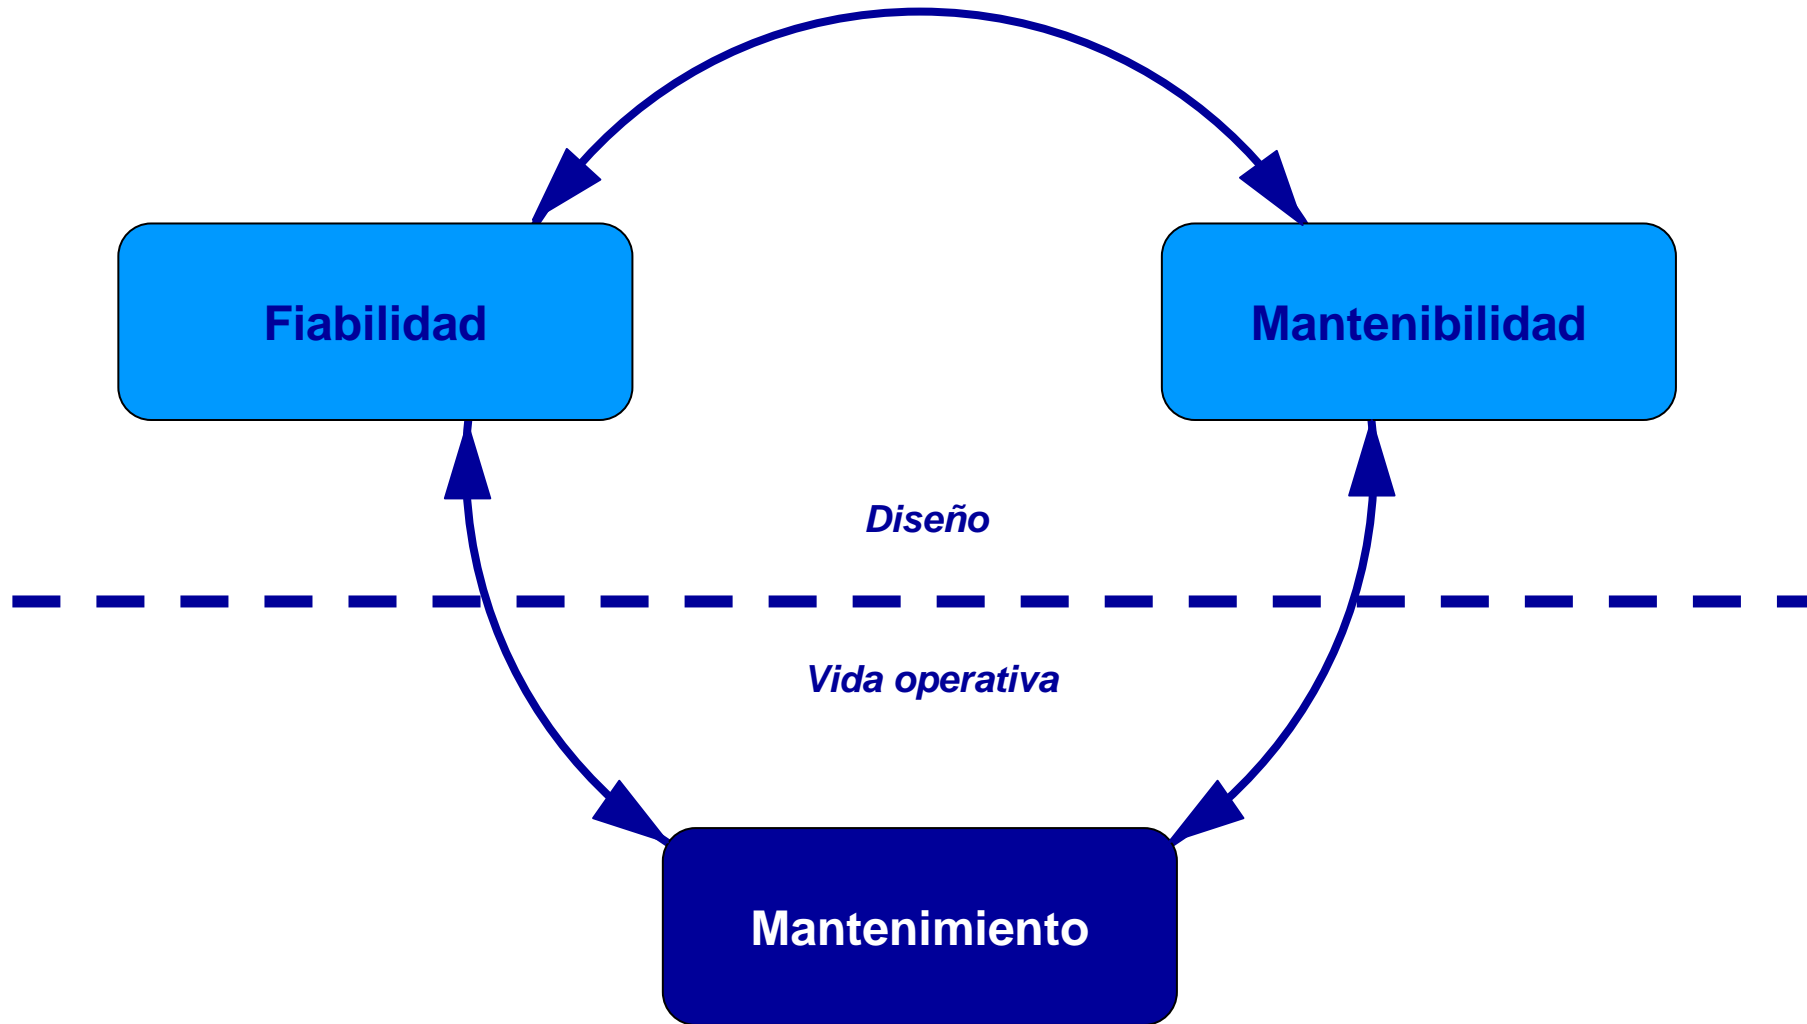 Fiabilidad
Mantenibilidad
Diseño
Vida operativa
Mantenimiento